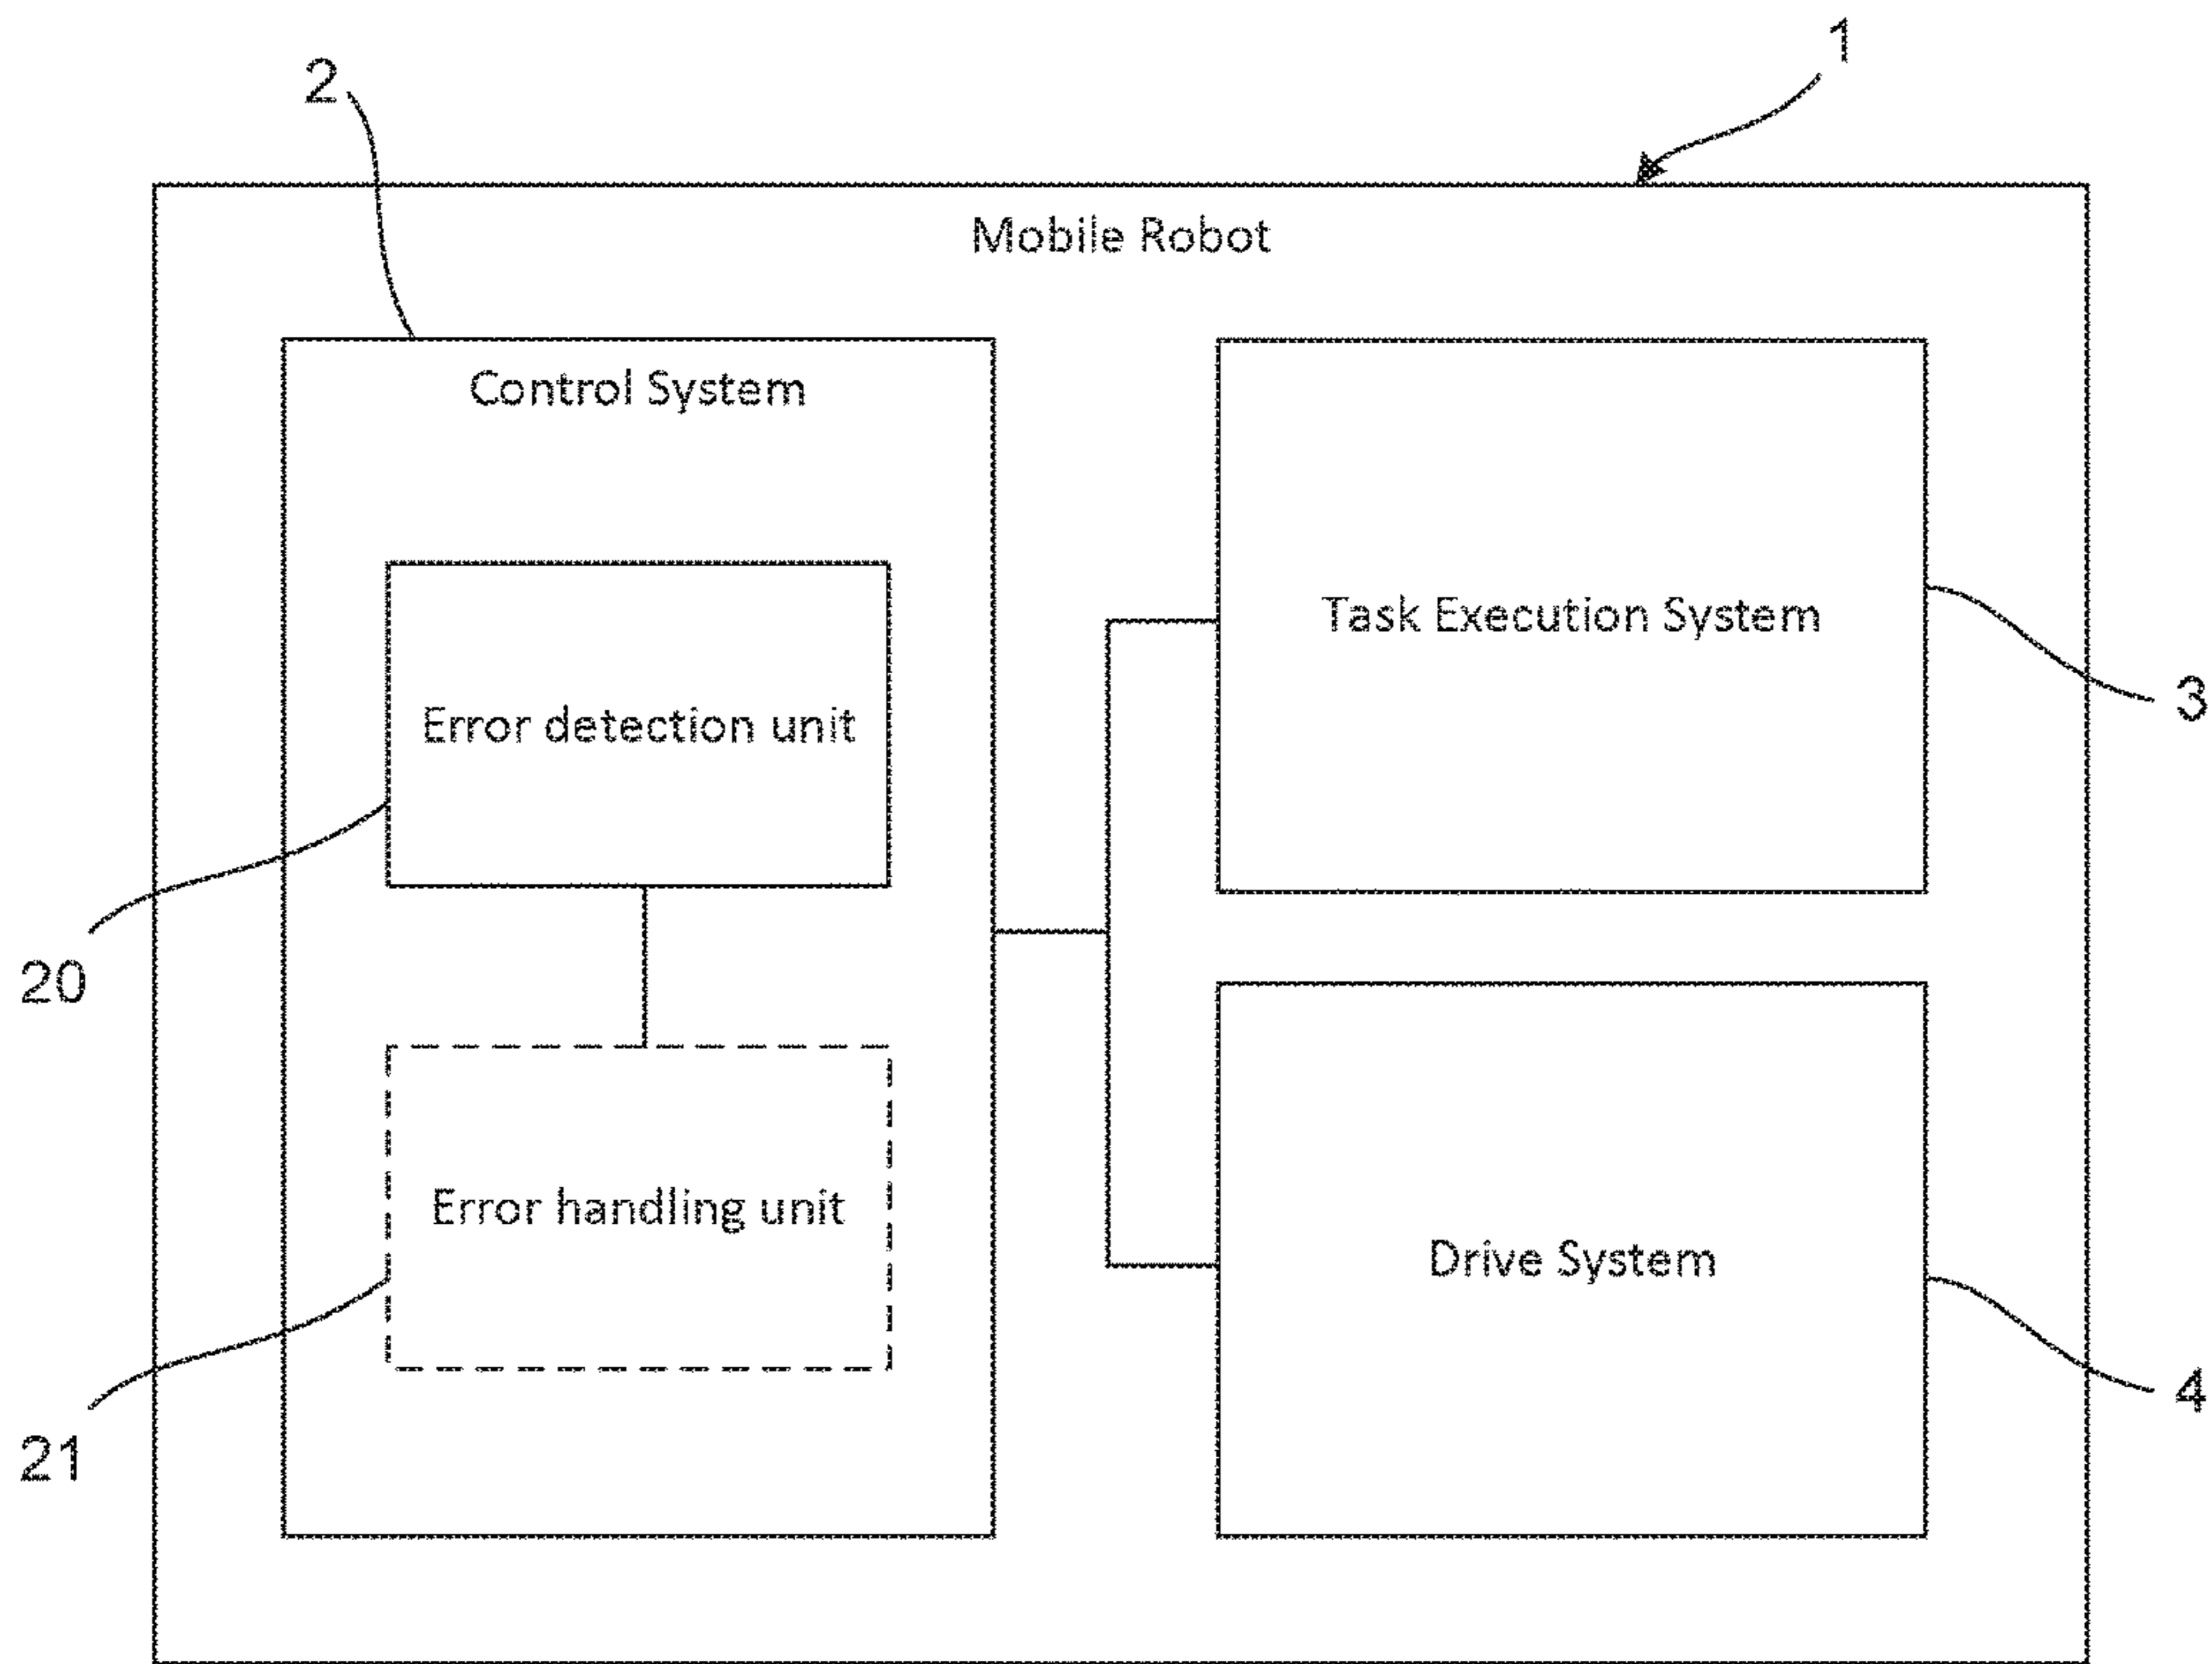 1
2
Mobile Robot
Control System
Error detection unit
Task Execution System
3
20
Error handling unit
Drive System
4
21